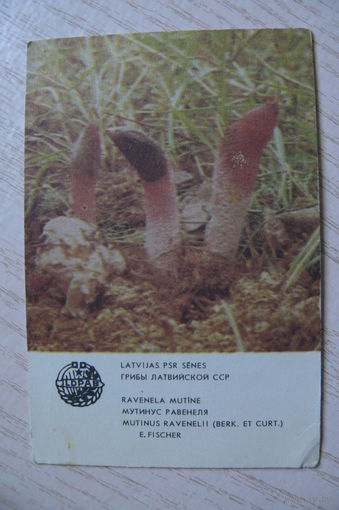 LATVIJAS PSR SĒNES
ГРИБЫ ЛАТВИЙСКОЙ ССР
RAVENELA MUTĪNE
МУТИНУС РАВЕНЕЛЯ
MUTINUS RAVENELII (BERK. ET CURT.)
E. FISCHER